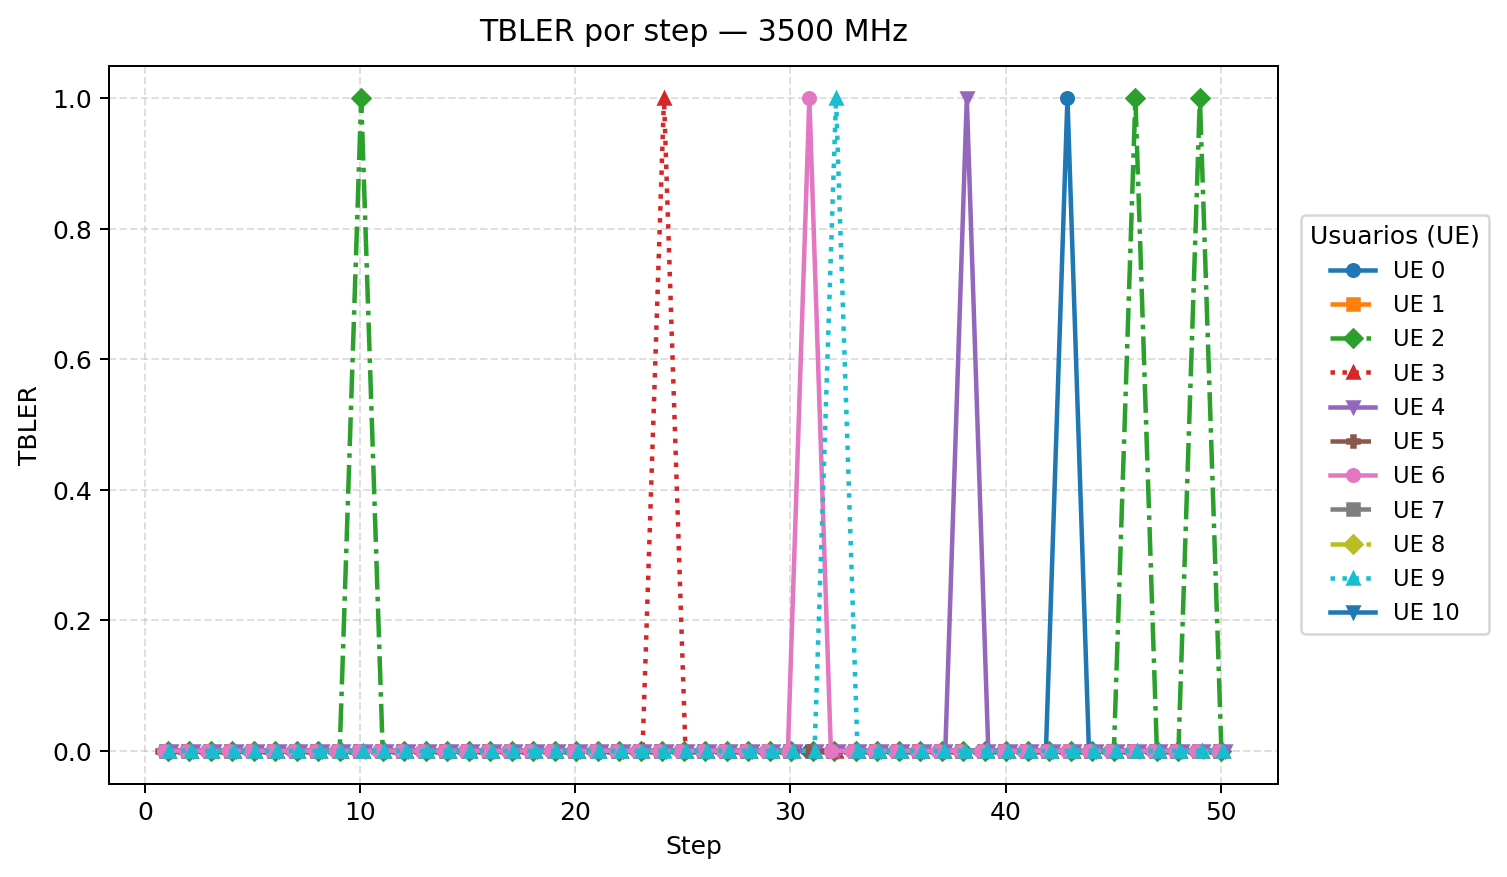 TBLER por step — 3500 MHz
1.0
0.8
0.6
0.4
0.2
0.0
TBLER
0
10
20
30
40
50
Step
Usuarios (UE)
UE 0
UE 1
UE 2
UE 3
UE 4
UE 5
UE 6
UE 7
UE 8
UE 9
UE 10